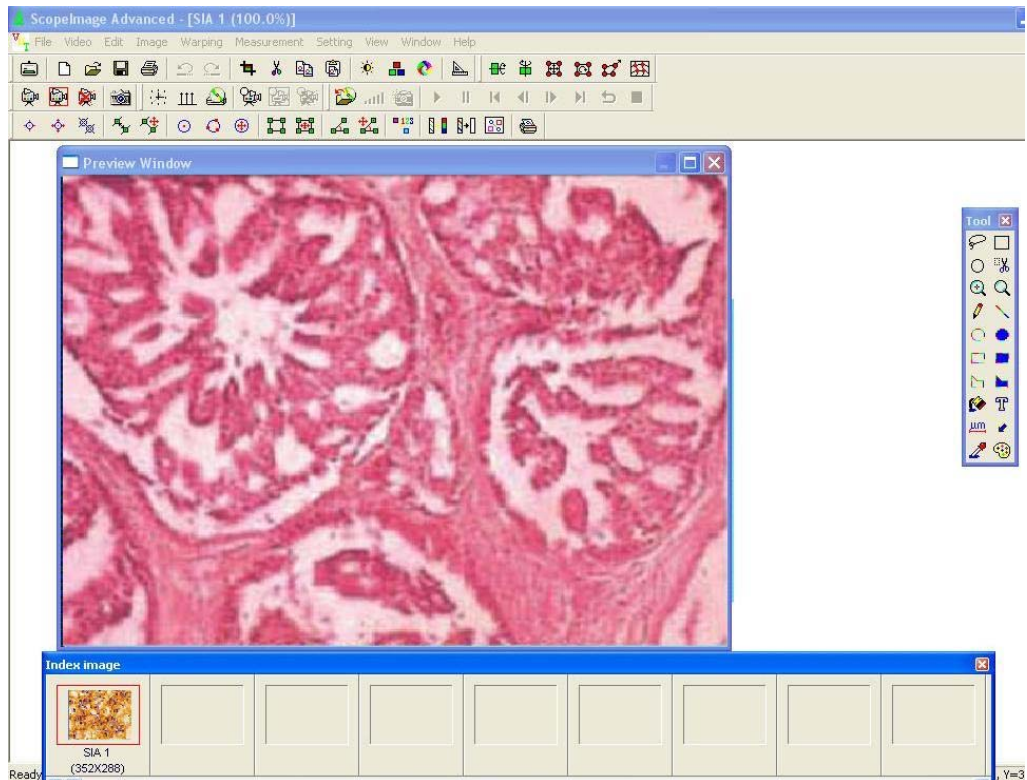 ScopeImage Advanced - [SIA 1 (100.0%)]
File Video Edit Image Warping Measurement Setting View Window Help
Preview Window
Tool
Index image
SIA 1
(352X288)
Ready
, Y=3